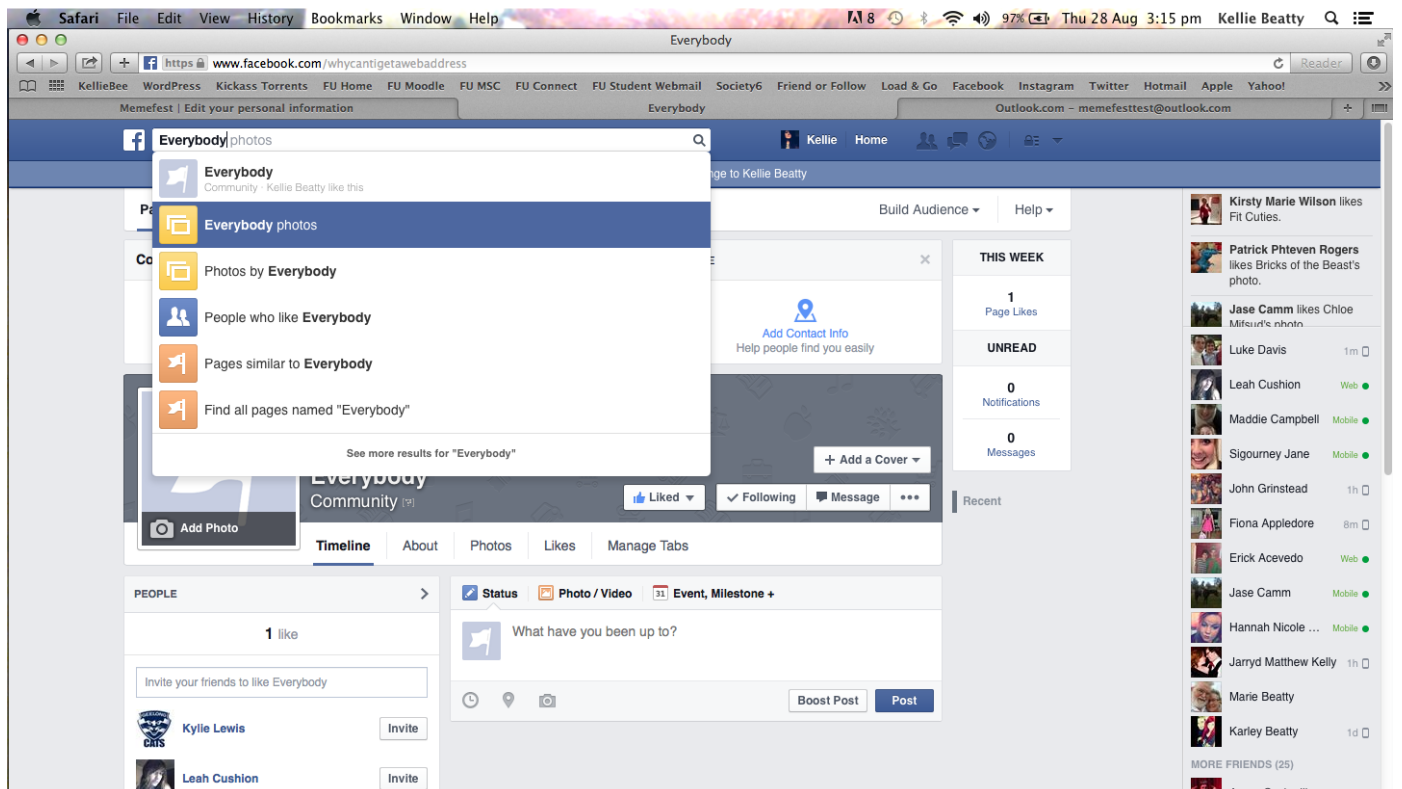 Safari File Edit View History Bookmarks Window Help 8 97% Thu 28 Aug 3:15 pm Kellie Beatty
Everybody
https www.facebook.com/whycantigetawebaddress Reader
KellieBee WordPress Kickass Torrents FU Home FU Moodle FU MSC FU Connect FU Student Webmail Society6 Friend or Follow Load & Go Facebook Instagram Twitter Hotmail Apple Yahoo! >>
Memefest | Edit your personal information Everybody Outlook.com – memefesttest@outlook.com +
f Everybody photos Kellie Home
nge to Kellie Beatty
Everybody
Community · Kellie Beatty like this
Everybody photos
Photos by Everybody
People who like Everybody
Pages similar to Everybody
Find all pages named "Everybody"
See more results for "Everybody"
Build Audience Help
Add Contact Info
Help people find you easily
THIS WEEK
1
Page Likes
UNREAD
0
Notifications
0
Messages
Recent
+ Add a Cover
Everybody
Community [?]
Liked Following Message •••
Add Photo
Timeline About Photos Likes Manage Tabs
PEOPLE
1 like
Invite your friends to like Everybody
CATS
Kylie Lewis Invite
Leah Cushion Invite
Status Photo / Video 31 Event, Milestone +
What have you been up to?
Boost Post Post
Kirsty Marie Wilson likes
Fit Cuties.
Patrick Phteven Rogers
likes Bricks of the Beast's
photo.
Jase Camm likes Chloe
Mifsud's photo
Luke Davis 1m
Leah Cushion Web
Maddie Campbell Mobile
Sigourney Jane Mobile
John Grinstead 1h
Fiona Appledore 8m
Erick Acevedo Web
Jase Camm Mobile
Hannah Nicole ... Mobile
Jarryd Matthew Kelly 1h
Marie Beatty
Karley Beatty 1d
MORE FRIENDS (25)